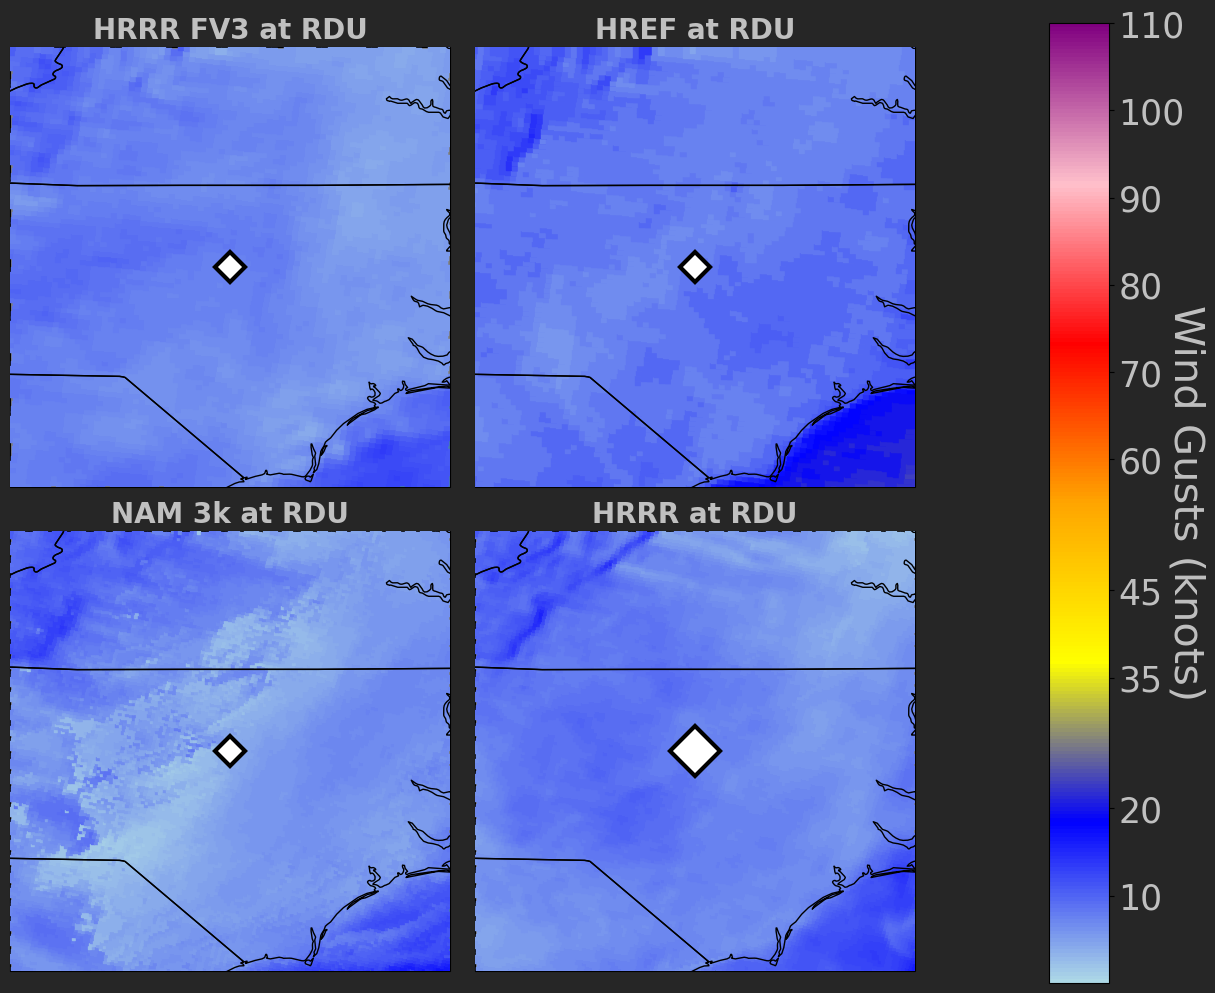 HRRR FV3 at RDU
HREF at RDU
NAM 3k at RDU
HRRR at RDU
110
100
90
80
70
60
45
35
20
10
Wind Gusts (knots)